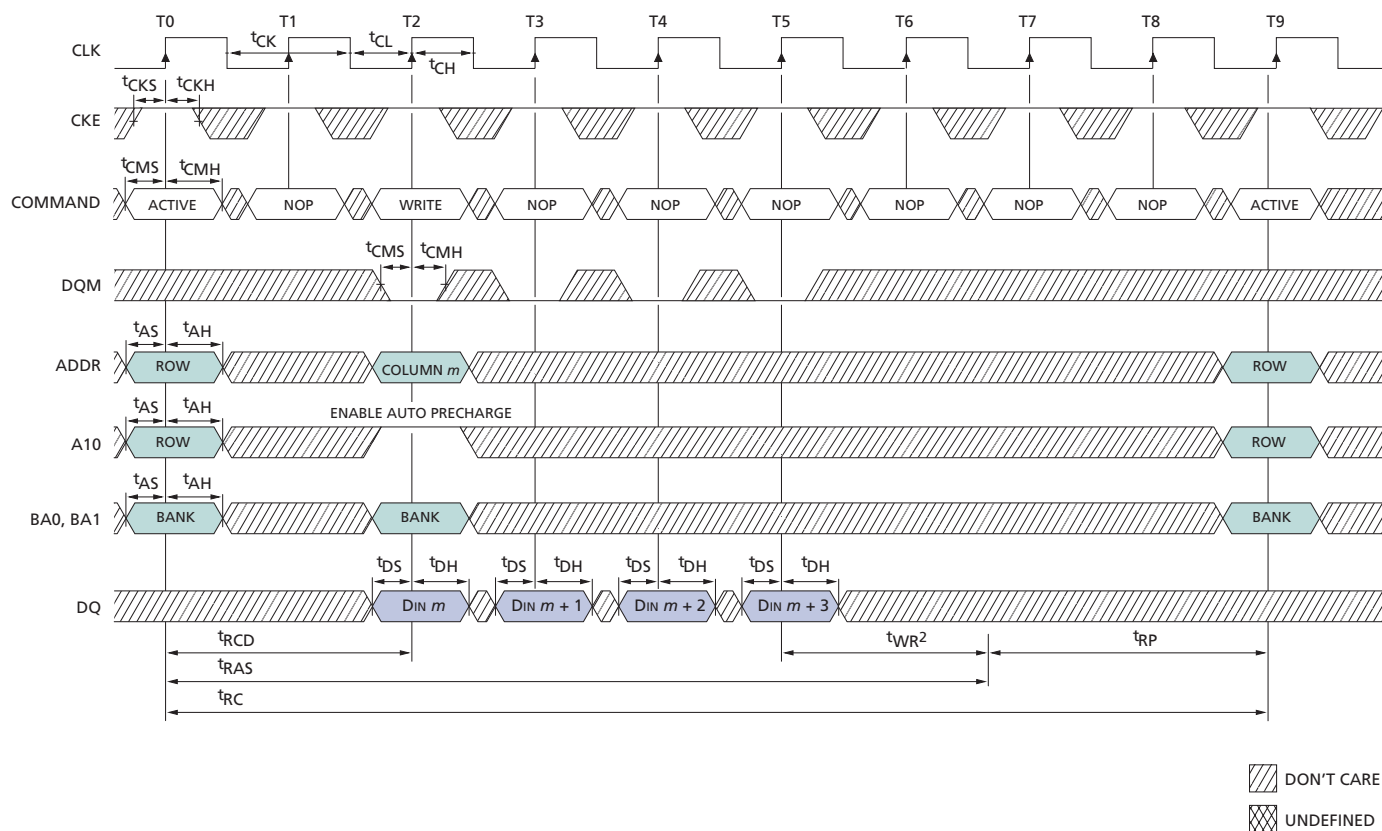 T0 T1 T2 T3 T4 T5 T6 T7 T8 T9
CLK
tCK tCL
tCH
tCKS tCKH
CKE
tCMS tCMH
COMMAND ACTIVE NOP WRITE NOP NOP NOP NOP NOP NOP ACTIVE
tCMS tCMH
DQM
tAS tAH
ADDR ROW COLUMN m ROW
tAS tAH ENABLE AUTO PRECHARGE
A10 ROW ROW
tAS tAH
BA0, BA1 BANK BANK BANK
tDS tDH tDS tDH tDS tDH tDS tDH
DQ DIN m DIN m + 1 DIN m + 2 DIN m + 3
tRCD tWR2 tRP
tRAS
tRC
DON'T CARE
UNDEFINED